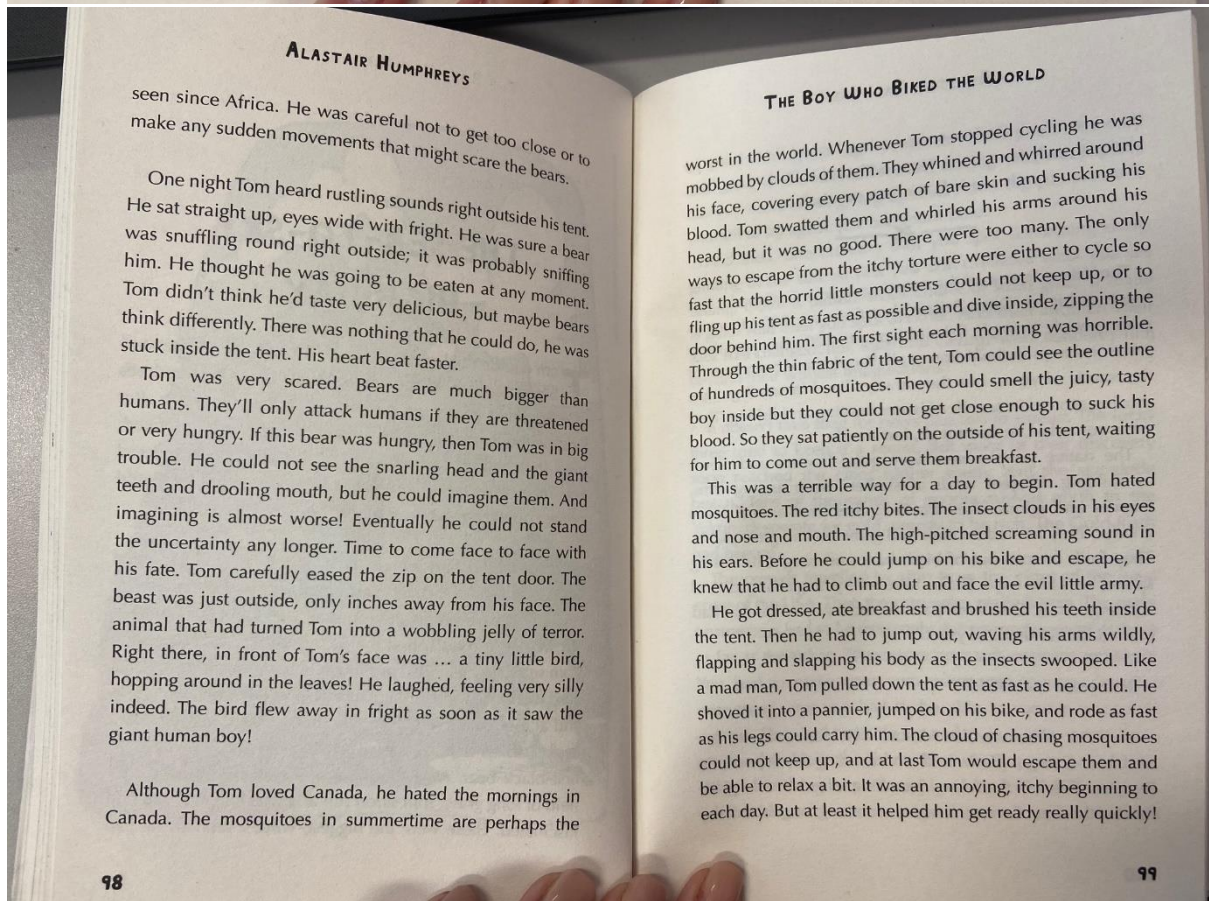 ALASTAIR HUMPHREYS
seen since Africa. He was careful not to get too close or to
make any sudden movements that might scare the bears.
One night Tom heard rustling sounds right outside his tent.
He sat straight up, eyes wide with fright. He was sure a bear
was snuffling round right outside; it was probably sniffing
him. He thought he was going to be eaten at any moment.
Tom didn't think he'd taste very delicious, but maybe bears
think differently. There was nothing that he could do, he was
stuck inside the tent. His heart beat faster.
Tom was very scared. Bears are much bigger than
humans. They'll only attack humans if they are threatened
or very hungry. If this bear was hungry, then Tom was in big
trouble. He could not see the snarling head and the giant
teeth and drooling mouth, but he could imagine them. And
imagining is almost worse! Eventually he could not stand
the uncertainty any longer. Time to come face to face with
his fate. Tom carefully eased the zip on the tent door. The
beast was just outside, only inches away from his face. The
animal that had turned Tom into a wobbling jelly of terror.
Right there, in front of Tom's face was ... a tiny little bird,
hopping around in the leaves! He laughed, feeling very silly
indeed. The bird flew away in fright as soon as it saw the
giant human boy!
Although Tom loved Canada, he hated the mornings in
Canada. The mosquitoes in summertime are perhaps the
98
THE BOY WHO BIKED THE WORLD
worst in the world. Whenever Tom stopped cycling he was
mobbed by clouds of them. They whined and whirred around
his face, covering every patch of bare skin and sucking his
blood. Tom swatted them and whirled his arms around his
head, but it was no good. There were too many. The only
ways to escape from the itchy torture were either to cycle so
fast that the horrid little monsters could not keep up, or to
fling up his tent as fast as possible and dive inside, zipping the
door behind him. The first sight each morning was horrible.
Through the thin fabric of the tent, Tom could see the outline
of hundreds of mosquitoes. They could smell the juicy, tasty
boy inside but they could not get close enough to suck his
blood. So they sat patiently on the outside of his tent, waiting
for him to come out and serve them breakfast.
This was a terrible way for a day to begin. Tom hated
mosquitoes. The red itchy bites. The insect clouds in his eyes
and nose and mouth. The high-pitched screaming sound in
his ears. Before he could jump on his bike and escape, he
knew that he had to climb out and face the evil little army.
He got dressed, ate breakfast and brushed his teeth inside
the tent. Then he had to jump out, waving his arms wildly,
flapping and slapping his body as the insects swooped. Like
a mad man, Tom pulled down the tent as fast as he could. He
shoved it into a pannier, jumped on his bike, and rode as fast
as his legs could carry him. The cloud of chasing mosquitoes
could not keep up, and at last Tom would escape them and
be able to relax a bit. It was an annoying, itchy beginning to
each day. But at least it helped him get ready really quickly!
99